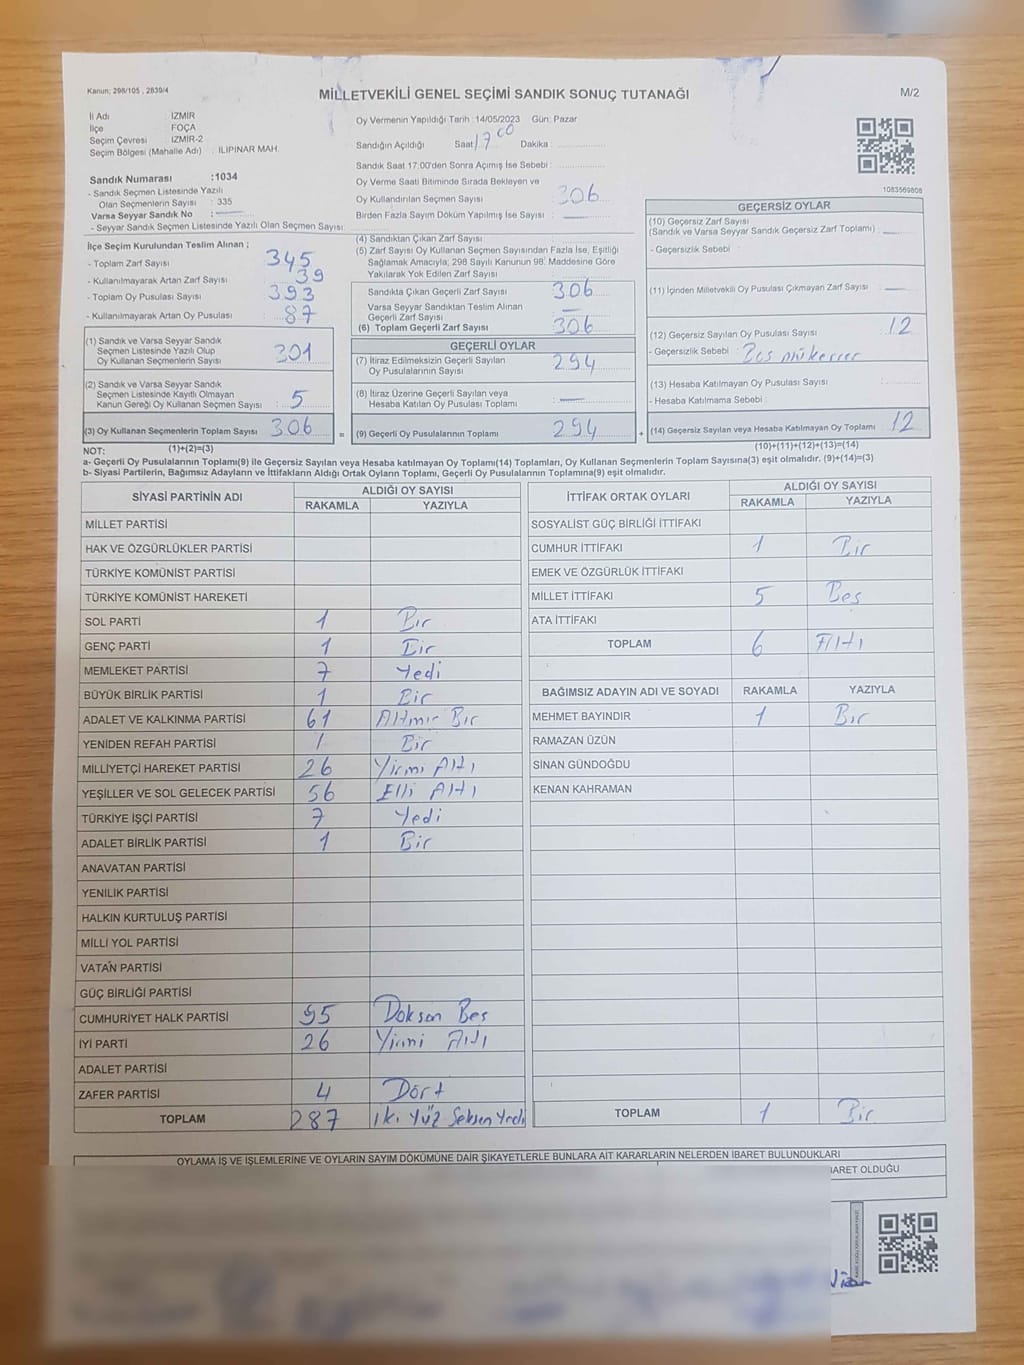 Kanun; 298/105 , 2839/4
MİLLETVEKİLİ GENEL SEÇİMİ SANDIK SONUÇ TUTANAĞI
M/2
İl Adı : İZMİR
İlçe : FOÇA
Seçim Çevresi : İZMİR-2
Seçim Bölgesi (Mahalle Adı) : ILIPINAR MAH.
Sandık Numarası :1034
- Sandık Seçmen Listesinde Yazılı
Olan Seçmenlerin Sayısı : 335
Varsa Seyyar Sandık No :
- Seyyar Sandık Seçmen Listesinde Yazılı Olan Seçmen Sayısı:
Oy Vermenin Yapıldığı Tarih :14/05/2023 Gün: Pazar
Sandığın Açıldığı Saat 17 00 Dakika :
Sandık Saat 17:00'den Sonra Açımış İse Sebebi :
Oy Verme Saati Bitiminde Sırada Bekleyen ve
Oy Kullandırılan Seçmen Sayısı 306
Birden Fazla Sayım Döküm Yapılmış İse Sayısı : —
1083569808
İlçe Seçim Kurulundan Teslim Alınan ;
- Toplam Zarf Sayısı 345
- Kullanılmayarak Artan Zarf Sayısı : 39
- Toplam Oy Pusulası Sayısı 393
- Kullanılmayarak Artan Oy Pusulası : 87
(1) Sandık ve Varsa Seyyar Sandık
Seçmen Listesinde Yazılı Olup
Oy Kullanan Seçmenlerin Sayısı : 301
(2) Sandık ve Varsa Seyyar Sandık
Seçmen Listesinde Kayıtlı Olmayan
Kanun Gereği Oy Kullanan Seçmen Sayısı : 5
(3) Oy Kullanan Seçmenlerin Toplam Sayısı : 306
(4) Sandıktan Çıkan Zarf Sayısı :
(5) Zarf Sayısı Oy Kullanan Seçmen Sayısından Fazla İse, Eşitliği
Sağlamak Amacıyla; 298 Sayılı Kanunun 98. Maddesine Göre
Yakılarak Yok Edilen Zarf Sayısı :
Sandıkta Çıkan Geçerli Zarf Sayısı : 306
Varsa Seyyar Sandıktan Teslim Alınan
Geçerli Zarf Sayısı : —
(6) Toplam Geçerli Zarf Sayısı : 306
GEÇERLİ OYLAR
(7) İtiraz Edilmeksizin Geçerli Sayılan
Oy Pusulalarının Sayısı : 294
(8) İtiraz Üzerine Geçerli Sayılan veya
Hesaba Katılan Oy Pusulası Toplamı : —
= (9) Geçerli Oy Pusulalarının Toplamı : 294
GEÇERSİZ OYLAR
(10) Geçersiz Zarf Sayısı
(Sandık ve Varsa Seyyar Sandık Geçersiz Zarf Toplamı) : —
- Geçersizlik Sebebi :
(11) İçinden Milletvekili Oy Pusulası Çıkmayan Zarf Sayısı : —
(12) Geçersiz Sayılan Oy Pusulası Sayısı : 12
- Geçersizlik Sebebi : Boş mükerrer
(13) Hesaba Katılmayan Oy Pusulası Sayısı :
- Hesaba Katılmama Sebebi :
+ (14) Geçersiz Sayılan veya Hesaba Katılmayan Oy Toplamı : 12
NOT: (1)+(2)=(3)
(10)+(11)+(12)+(13)=(14)
a- Geçerli Oy Pusulalarının Toplamı(9) ile Geçersiz Sayılan veya Hesaba katılmayan Oy Toplamı(14) Toplamları, Oy Kullanan Seçmenlerin Toplam Sayısına(3) eşit olmalıdır. (9)+(14)=(3)
b- Siyasi Partilerin, Bağımsız Adayların ve İttifakların Aldığı Ortak Oyların Toplamı, Geçerli Oy Pusulasının Toplamına(9) eşit olmalıdır.
SİYASİ PARTİNİN ADI ALDIĞI OY SAYISI
RAKAMLA YAZIYLA
MİLLET PARTİSİ
HAK VE ÖZGÜRLÜKLER PARTİSİ
TÜRKİYE KOMÜNİST PARTİSİ
TÜRKİYE KOMÜNİST HAREKETİ
SOL PARTİ 1 Bir
GENÇ PARTİ 1 Bir
MEMLEKET PARTİSİ 7 Yedi
BÜYÜK BİRLİK PARTİSİ 1 Bir
ADALET VE KALKINMA PARTİSİ 61 Altmış Bir
YENİDEN REFAH PARTİSİ 1 Bir
MİLLİYETÇİ HAREKET PARTİSİ 26 Yirmi Altı
YEŞİLLER VE SOL GELECEK PARTİSİ 56 Elli Altı
TÜRKİYE İŞÇİ PARTİSİ 7 Yedi
ADALET BİRLİK PARTİSİ 1 Bir
ANAVATAN PARTİSİ
YENİLİK PARTİSİ
HALKIN KURTULUŞ PARTİSİ
MİLLİ YOL PARTİSİ
VATAN PARTİSİ
GÜÇ BİRLİĞİ PARTİSİ
CUMHURİYET HALK PARTİSİ 95 Doksan Beş
İYİ PARTİ 26 Yirmi Altı
ADALET PARTİSİ
ZAFER PARTİSİ 4 Dört
TOPLAM 287 İki Yüz Seksen Yedi
İTTİFAK ORTAK OYLARI ALDIĞI OY SAYISI
RAKAMLA YAZIYLA
SOSYALİST GÜÇ BİRLİĞİ İTTİFAKI
CUMHUR İTTİFAKI 1 Bir
EMEK VE ÖZGÜRLÜK İTTİFAKI
MİLLET İTTİFAKI 5 Beş
ATA İTTİFAKI
TOPLAM 6 Altı
BAĞIMSIZ ADAYIN ADI VE SOYADI RAKAMLA YAZIYLA
MEHMET BAYINDIR 1 Bir
RAMAZAN ÜZÜN
SİNAN GÜNDOĞDU
KENAN KAHRAMAN
TOPLAM 1 Bir
OYLAMA İŞ VE İŞLEMLERİNE VE OYLARIN SAYIM DÖKÜMÜNE DAİR ŞİKAYETLERLE BUNLARA AİT KARARLARIN NELERDEN İBARET BULUNDUKLARI
BARET OLDUĞU